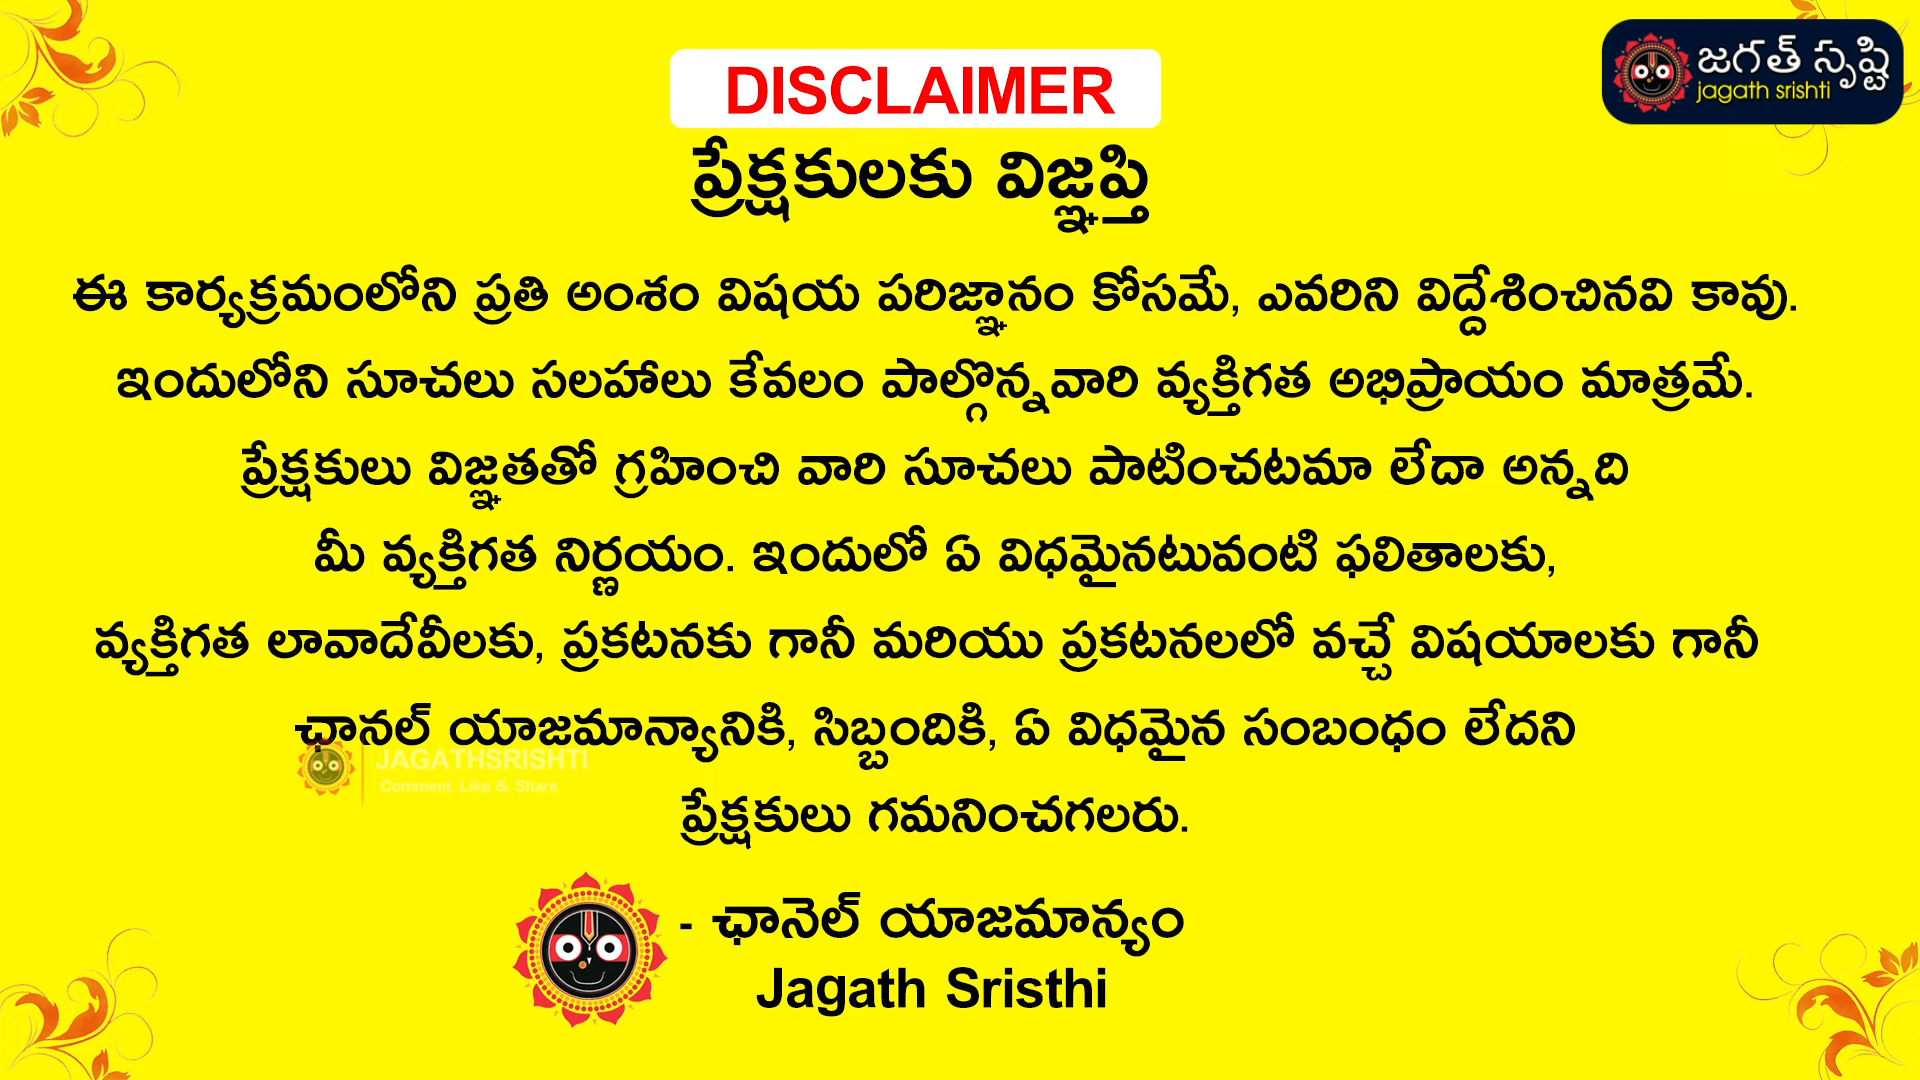 జగత్ సృష్టి
jagath srishti
DISCLAIMER
ప్రేక్షకులకు విజ్ఞప్తి
ఈ కార్యక్రమంలోని ప్రతి అంశం విషయ పరిజ్ఞానం కోసమే, ఎవరిని విద్దేశించినవి కావు.
ఇందులోని సూచలు సలహాలు కేవలం పాల్గొన్నవారి వ్యక్తిగత అభిప్రాయం మాత్రమే.
ప్రేక్షకులు విజ్ఞతతో గ్రహించి వారి సూచలు పాటించటమా లేదా అన్నది
మీ వ్యక్తిగత నిర్ణయం. ఇందులో ఏ విధమైనటువంటి ఫలితాలకు,
వ్యక్తిగత లావాదేవీలకు, ప్రకటనకు గానీ మరియు ప్రకటనలలో వచ్చే విషయాలకు గానీ
ఛానల్ యాజమాన్యానికి, సిబ్బందికి, ఏ విధమైన సంబంధం లేదని
JAGATHSRISHTI
Comment, Like & Share
ప్రేక్షకులు గమనించగలరు.
- ఛానెల్ యాజమాన్యం
Jagath Sristhi